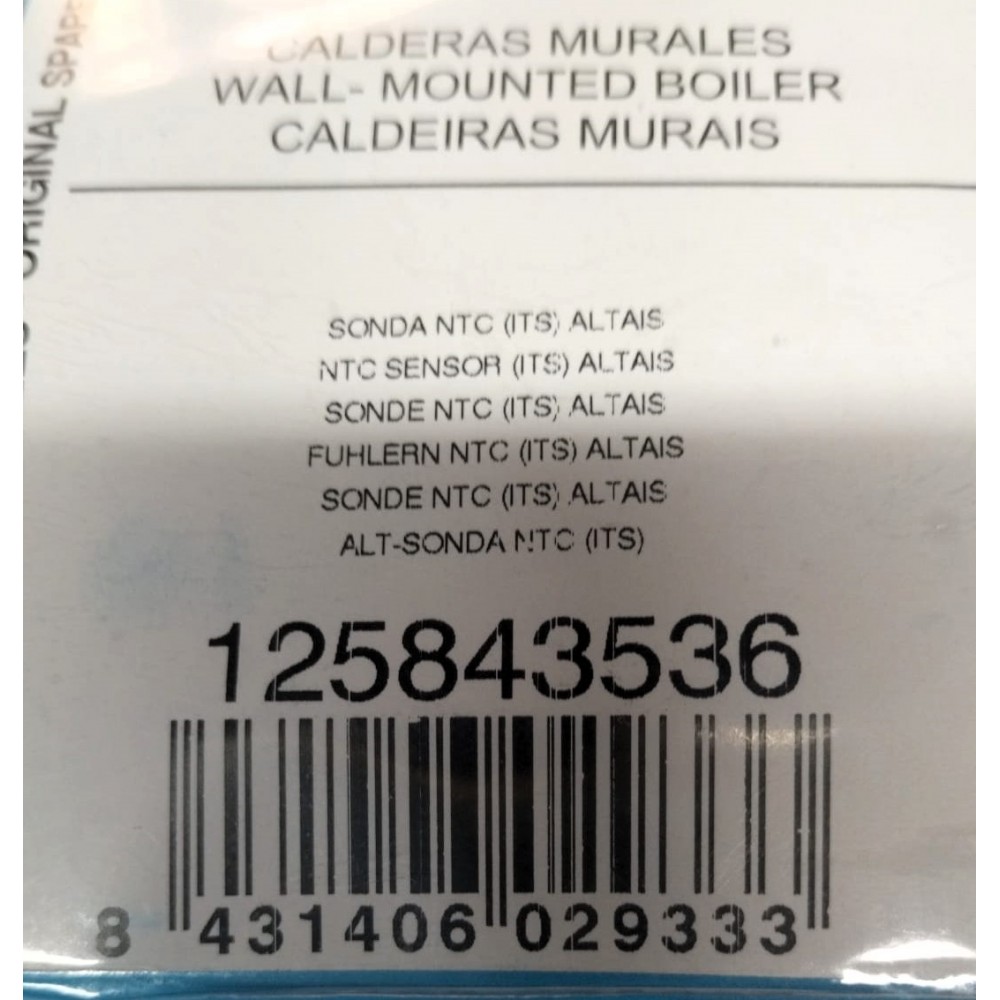 CALDERAS MURALES
WALL- MOUNTED BOILER
CALDEIRAS MURAIS
ORIGINAL
SONDA NTC (ITS) ALTAIS
NTC SENSOR (ITS) ALTAIS
SONDE NTC (ITS) ALTAIS
FUHLERN NTC (ITS) ALTAIS
SONDE NTC (ITS) ALTAIS
ALT-SONDA NTC (ITS)
125843536
8 431406 029333